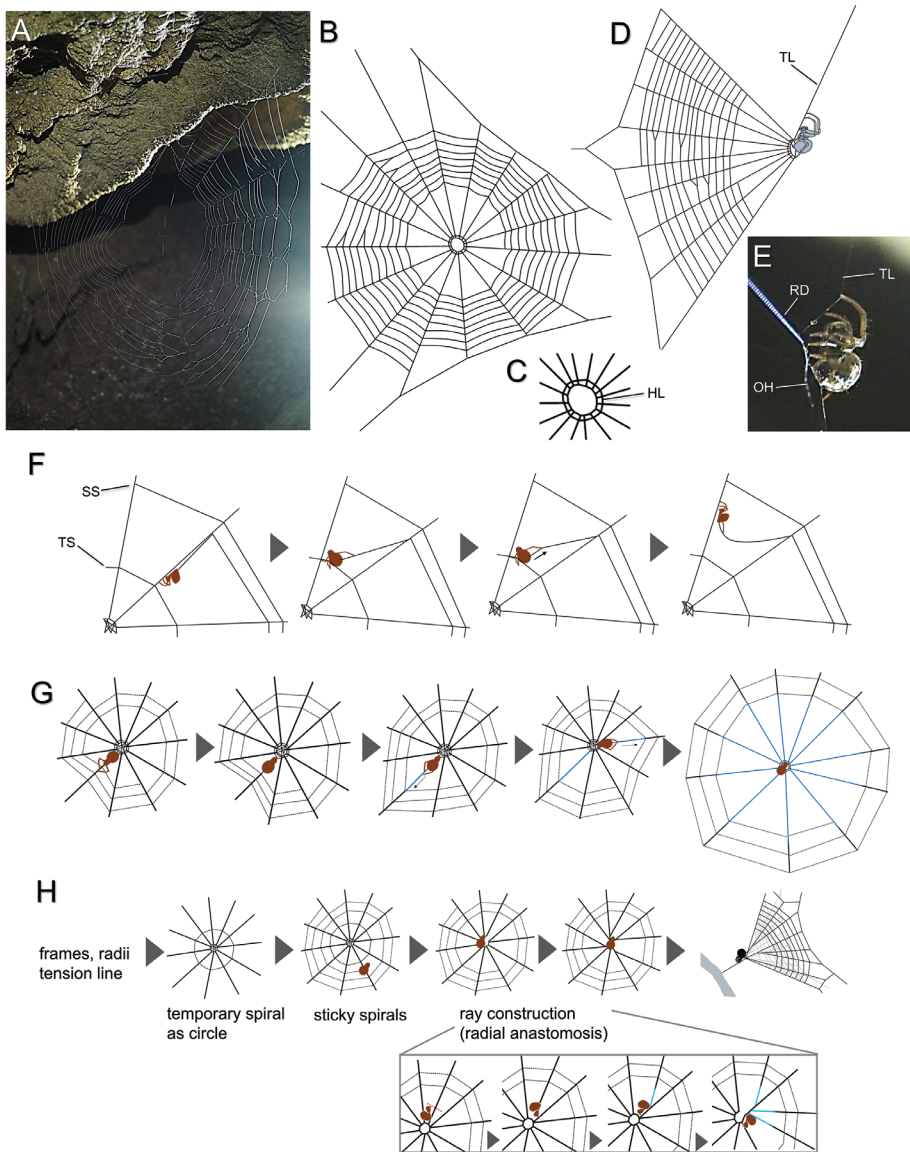 A
B
D
TL
E
TL
RD
OH
C
HL
F
SS
TS
G
H
frames, radii
tension line
temporary spiral
as circle
sticky spirals
ray construction
(radial anastomosis)